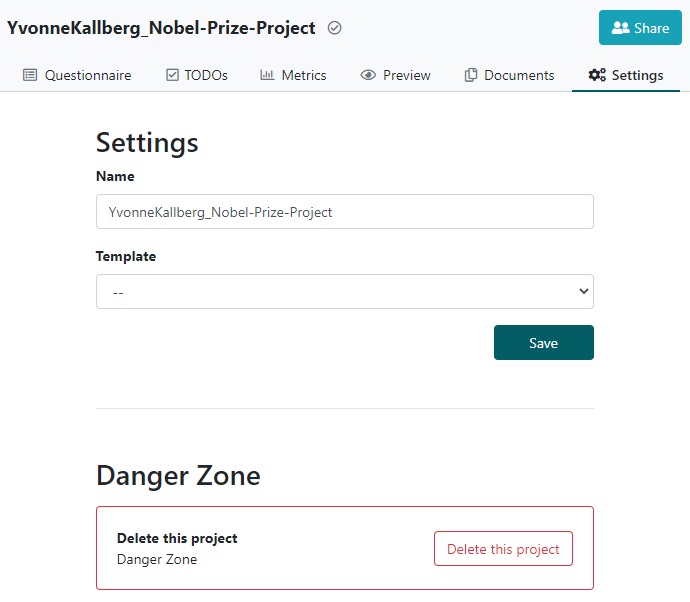 YvonneKallberg_Nobel-Prize-Project
Share
Questionnaire TODOs Metrics Preview Documents Settings
Settings
Name
YvonneKallberg_Nobel-Prize-Project
Template
--
Save
Danger Zone
Delete this project
Danger Zone
Delete this project